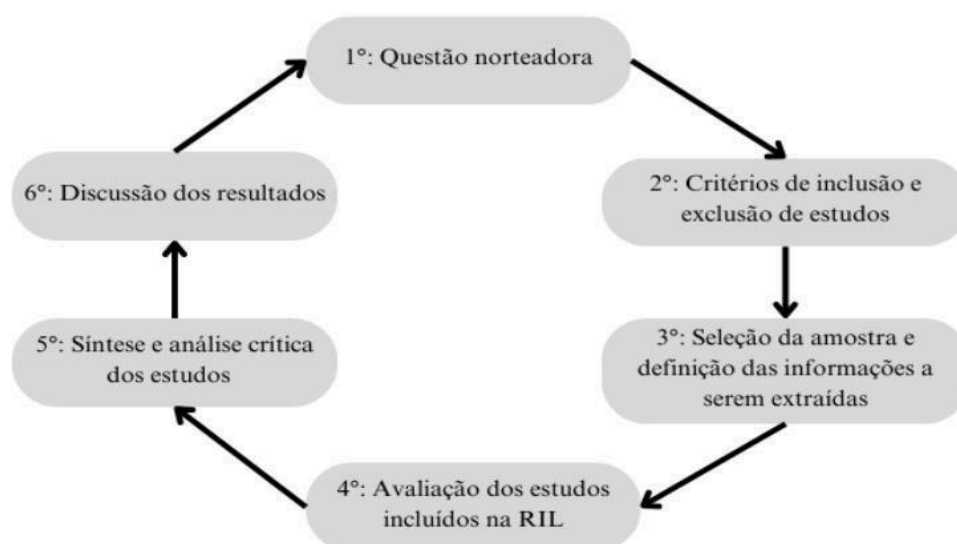 1°: Questão norteadora
2°: Critérios de inclusão e
exclusão de estudos
3°: Seleção da amostra e
definição das informações a
serem extraídas
4°: Avaliação dos estudos
incluídos na RIL
5°: Síntese e análise crítica
dos estudos
6°: Discussão dos resultados